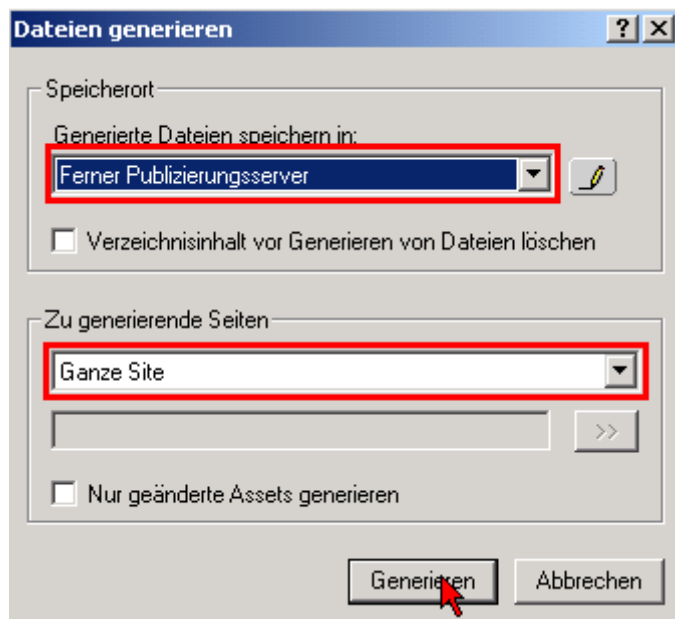 Dateien generieren
Speicherort
Generierte Dateien speichern in:
Ferner Publizierungsserver
Verzeichnisinhalt vor Generieren von Dateien löschen
Zu generierende Seiten
Ganze Site
>>
Nur geänderte Assets generieren
Generieren Abbrechen